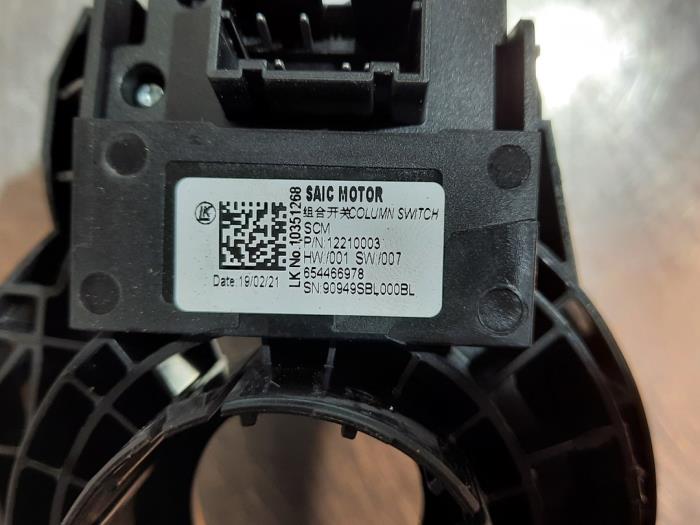 LK
Date:19/02/21
LK No.10351268
SAIC MOTOR
组合开关COLUMN SWITCH
SCM
P/N:12210003
HW:/001 SW:/007
654466978
SN:90949SBL000BL